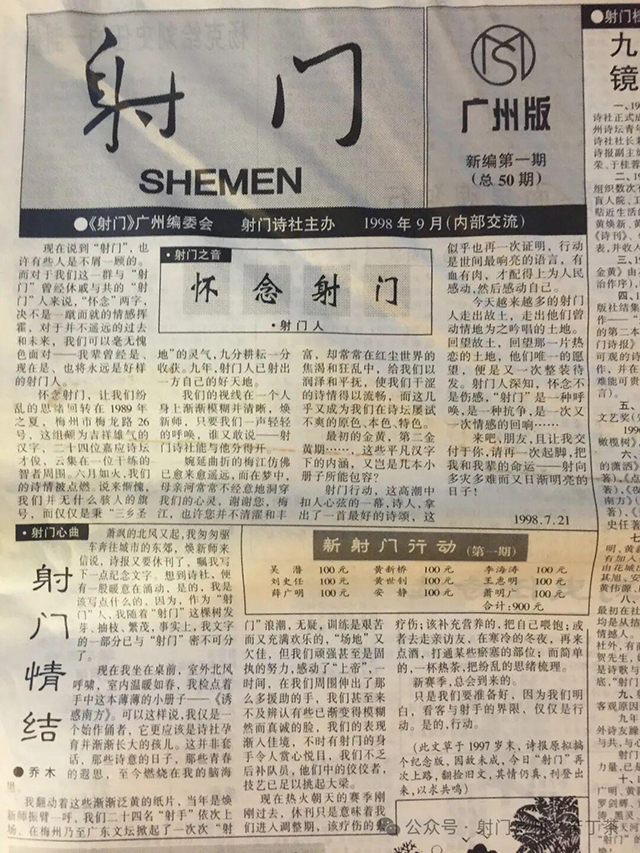 射门
SHEMEN
广州版
新编第一期
(总50期)
●《射门》广州编委会 射门诗社主办 1998年9月(内部交流)
现在说到“射门”,也
许有些人是不屑一顾的。
而对于我们这一群与“射
门”曾经休戚与共的“射
门”人来说,“怀念”两字,
决不是一蹴而就的情感挥
霍,对于并不遥远的过去
和未来,我们可以毫无愧
色面对——我辈曾经是、
现在是、也将永远是好样
的射门人。
怀念射门,让我们纷
乱的思绪回转在1989年
之夏,梅州市梅龙路26
号,这组颇为吉祥雄气的
汉字,二十四位嘉应诗坛
才俊,云集在一位干练的
智者周围,六月如火,我们
的诗情被点燃。说来惭愧,
我们并无什么骇人的旗
号,而仅仅是秉“三乡圣
•射门之音
怀念射门
•射门人
地”的灵气,九分耕耘一分
收获。九年,射门人已射出
一方自己的好天地。
我们的视线在一个人
身上渐渐模糊并清晰,焕
新师,只要我们一声轻轻
的呼唤,谁又敢说——射
门诗社能与他分得开。
婉延曲折的梅江仿佛
已愈来愈遥远,而在梦中,
母亲河常常不经意地洞穿
我们的心灵,谢谢您,梅
江,也许您并不清濯和丰
富,却常常在红尘世界的
焦渴和狂乱中,给我们以
润泽和平抚,使我们干涩
的诗情得以流畅,而这几
乎又成为我们在诗坛屡试
不爽的原色、本色、特色。
最初的金黄,第二金
黄期……,这些平凡汉字
下的内涵,又岂是几本小
册子所能包容?
射门行动,这高潮中
扣人心弦的一幕,诗人,拿
出了一首最好的诗颂,这
似乎也再一次证明,行动
是世间最响亮的语言,有
血有肉,才配得上为人民
感动,然后感动自己。
今天越来越多的射门
人走出故土,走出他们曾
动情地为之吟唱的土地。
回望故土,回望那一片热
恋的土地,他们唯一的愿
望,便是又一次整装待
发。射门人深知,怀念不
是伤感,“射门”是一种呼
唤,是一种抗争,是一次又
一次情感的回响……
来吧,朋友,且让我交
付于你,请再一次起脚,把
我和我辈的命运——射向
多灾多难而又日渐明亮的
日子!
1998.7.21
•射门心曲
射门情结
●乔木
萧飒的北风又起,我匆匆驱
车奔往城市的东郊,焕新师来
信说,诗报又要休刊了,嘱我写
下一点纪念文字。想到诗社,便
有一股暖意在涌动,是的,我是
该写点什么的,因为,作为“射
门”人,我随着“射门”这棵树发
芽、抽枝、繁茂,事实上,我文字
的一部分已与“射门”密不可分
了。
现在我坐在桌前,室外北风
呼啸,室内温暖如春,我检点着
手中这本薄薄的小册子——《诱
惑南方》。可以这样说,我仅是一
个始作俑者,它更应该是诗社孕
育并渐渐长大的孩儿。这并非套
话,那些诗意的日子,那些青春
的遐思,至今燃烧在我的脑海
里。
我翻动着这些渐渐泛黄的纸片,当年是焕
新师振臂一呼,我们二十四名“射手”依次上
场,在梅州乃至广东文坛掀起了一次次“射
新射门行动(第一期)
吴潜 100元 黄新桥 100元 李海涛 100元
刘史任 100元 黄世钊 100元 王惠明 100元
薛广明 100元 安静 100元 萧明广 100元
合计:900元
门”浪潮,无疑,训练是艰苦
而又充满欢乐的,“场地”又
欠佳,但我们顽强甚至是固
执的努力,感动了“上帝”,一
时间,在我们周围伸出了那
么多援助的手,我们甚至来
不及辨认有些已渐变得模糊
然而真诚的脸,我们的表现
渐入佳境,不时有射门的身
手令人赏心悦目,我们不乏
后补队员,他们中的佼佼者,
技艺已足以挑起大梁。
现在热火朝天的赛季刚
刚过去,休刊只意味着我
们进入调整期,该疗伤的
疗伤;该补充营养的,把自己喂饱;或
者去走亲访友,在寒冷的冬夜,再来
点酒,打通某些瘀塞的部位;而简单
的,一杯热茶,把纷乱的思绪梳理。
新赛季,总会到来的。
只是我们要准备好,因为我们明
白,看客与射手的界限,仅仅是行
动。是的,行动。
(此文草于1997岁末,请报原拟搞
个纪念版,因故未成,今日“射门”再
次上路,翻捡旧文,其情仍真,刊登出
来,以求共鸣)